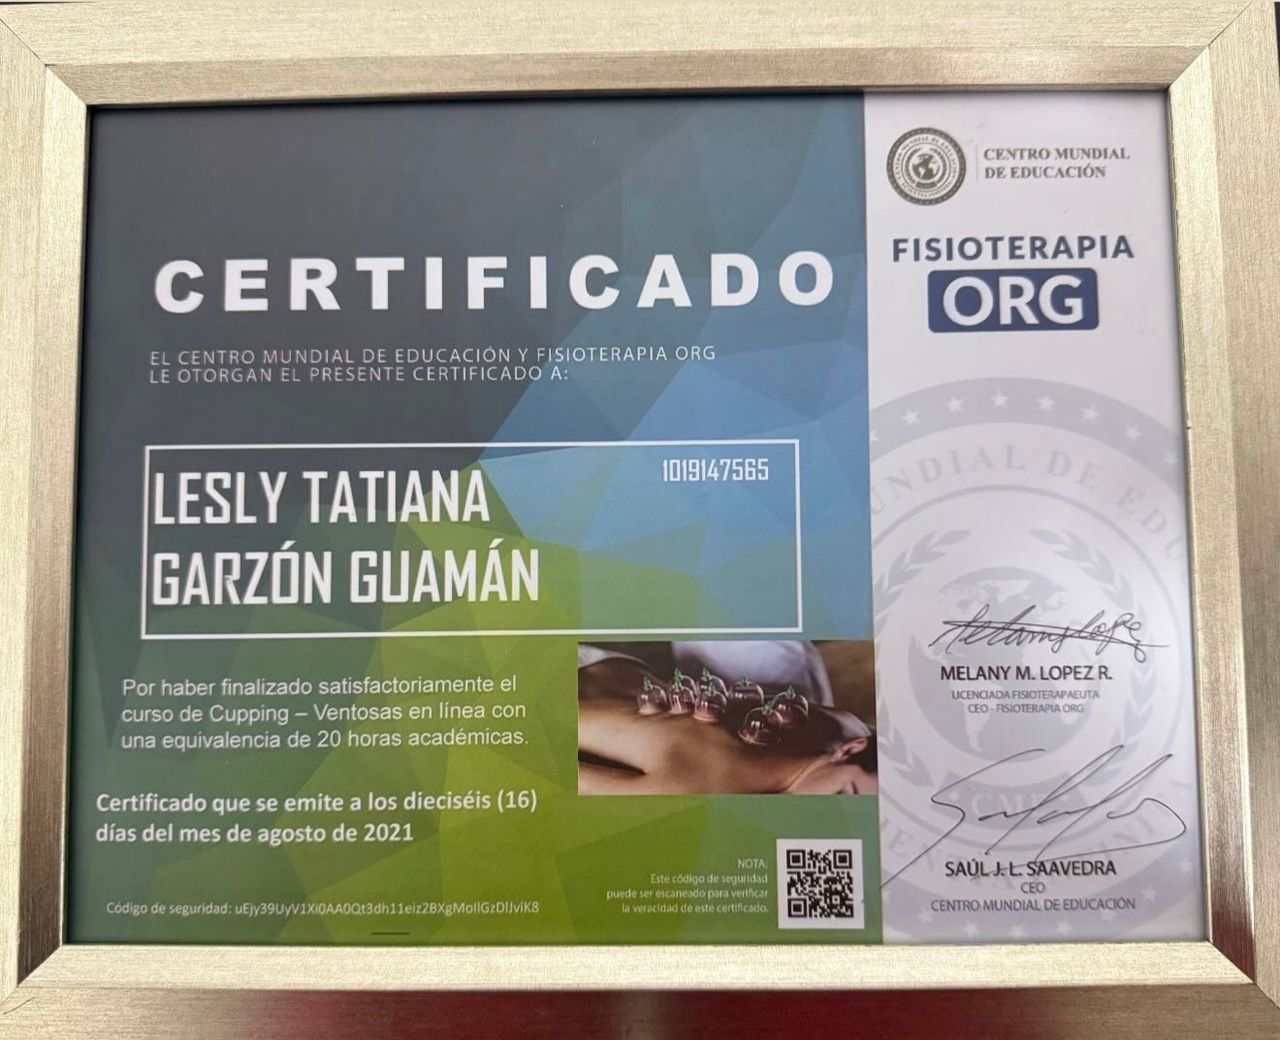 CERTIFICADO
EL CENTRO MUNDIAL DE EDUCACIÓN Y FISIOTERAPIA ORG
LE OTORGAN EL PRESENTE CERTIFICADO A:
1019147565
LESLY TATIANA
GARZÓN GUAMÁN
Por haber finalizado satisfactoriamente el
curso de Cupping – Ventosas en línea con
una equivalencia de 20 horas académicas.
Certificado que se emite a los dieciséis (16)
días del mes de agosto de 2021
Código de seguridad:
NOTA:
Este código de seguridad
puede ser escaneado para verificar
la veracidad de este certificado.
CENTRO MUNDIAL
DE EDUCACIÓN
FISIOTERAPIA
ORG
MUNDIAL DE EDU
MELANY M. LOPEZ R.
LICENCIADA FISIOTERAPAEUTA
CEO - FISIOTERAPIA ORG
CME
SAÚL J. L. SAAVEDRA
CEO
CENTRO MUNDIAL DE EDUCACIÓN